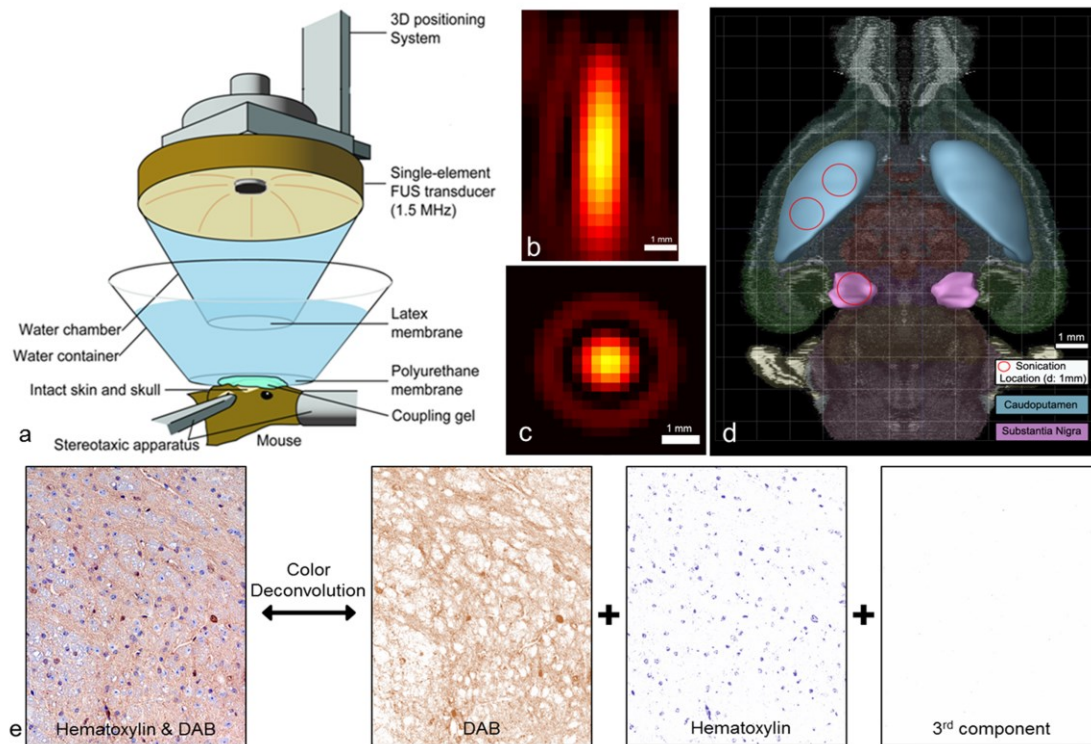 3D positioning
System
Single-element
FUS transducer
(1.5 MHz)
Water chamber
Water container
Latex
membrane
Polyurethane
membrane
Intact skin and skull
Coupling gel
Stereotaxic apparatus
Mouse
a
b
1 mm
c
1 mm
d
1 mm
Sonication
Location (d: 1mm)
Caudoputamen
Substantia Nigra
e
Hematoxylin & DAB
Color
Deconvolution
DAB
Hematoxylin
3rd component